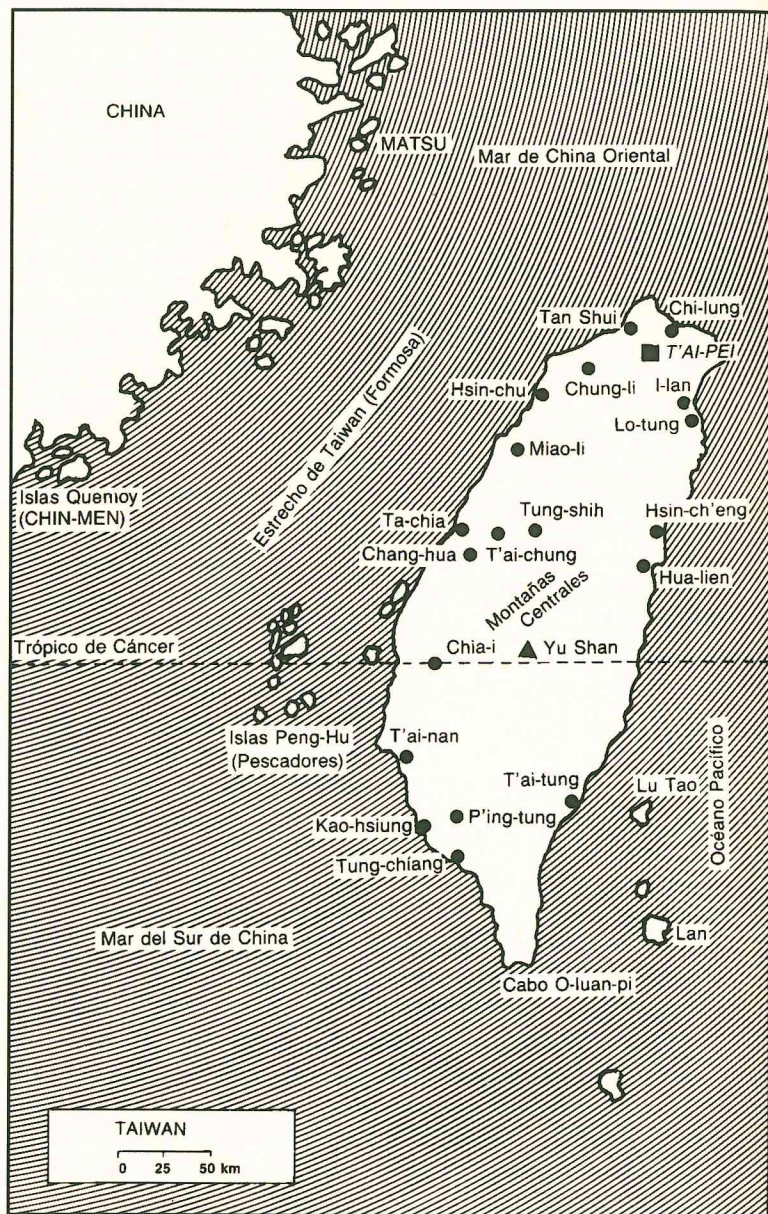 CHINA
MATSU
Mar de China Oriental
Tan Shui
Chi-lung
T'AI-PEI
Chung-li
I-lan
Hsin-chu
Lo-tung
Estrecho de Taiwan (Formosa)
Miao-li
Islas Quemoy
(CHIN-MEN)
Ta-chia
Tung-shih
Hsin-ch'eng
Chang-hua
T'ai-chung
Hua-lien
Montañas
Centrales
Trópico de Cáncer
Chia-i
Yu Shan
Islas Peng-Hu
(Pescadores)
T'ai-nan
Océano Pacífico
T'ai-tung
Lu Tao
Kao-hsiung
P'ing-tung
Tung-chíang
Mar del Sur de China
Lan
Cabo O-luan-pi
TAIWAN
0 25 50 km